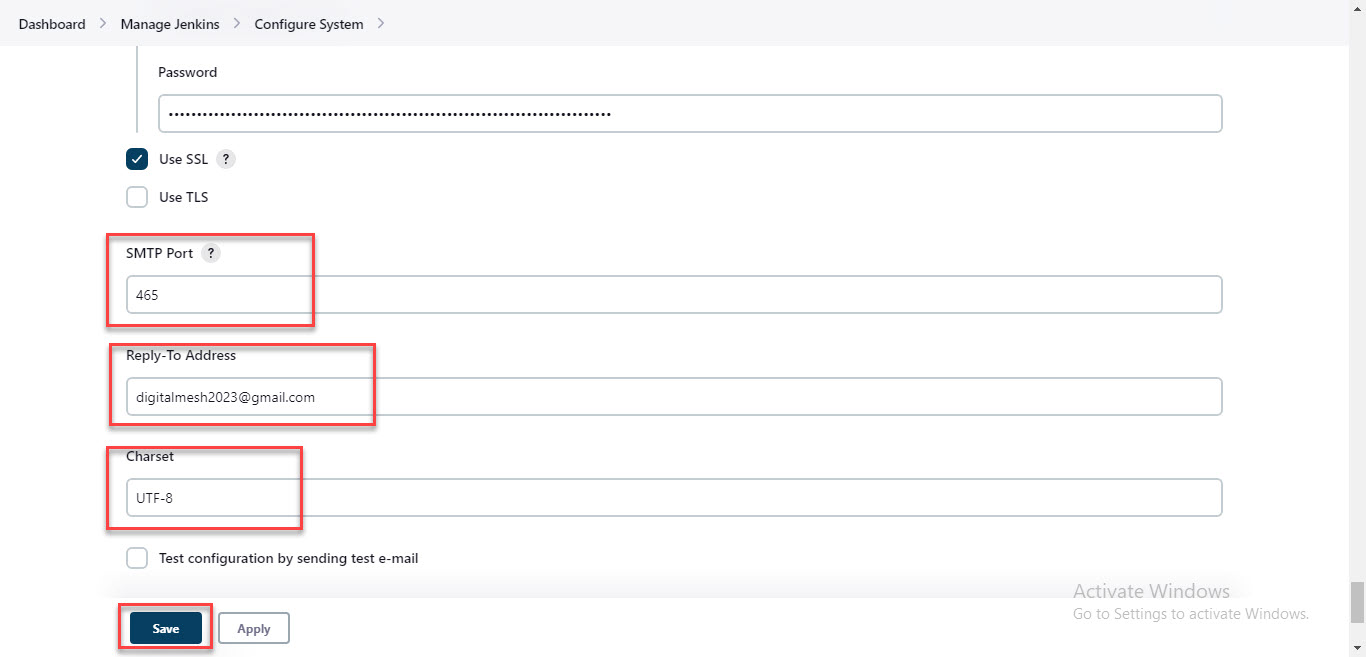 Dashboard > Manage Jenkins > Configure System >
Password
••••••••••••••••••••••••••••••••••••••••••••••••••••••••••••••••••••••••••••••
Use SSL ?
Use TLS
SMTP Port ?
465
Reply-To Address
digitalmesh2023@gmail.com
Charset
UTF-8
Test configuration by sending test e-mail
Activate Windows
Go to Settings to activate Windows.
Save Apply